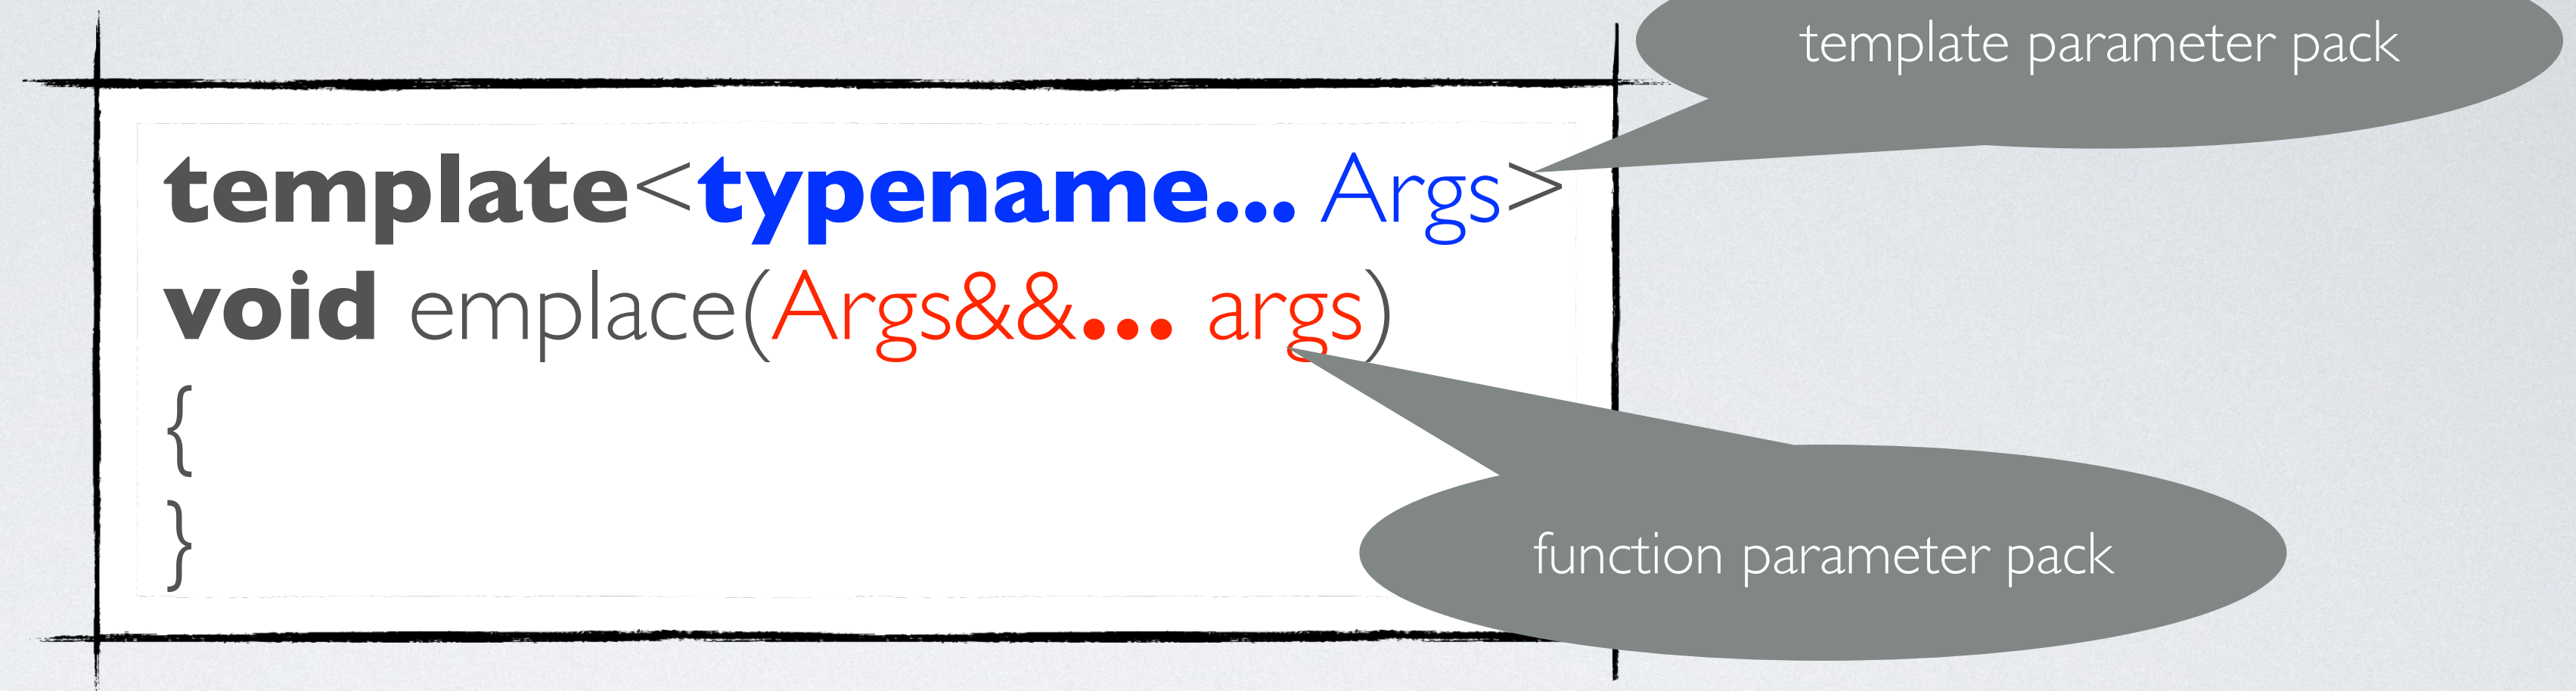 template parameter pack
template<typename... Args>
void emplace(Args&&... args)
{
}
function parameter pack